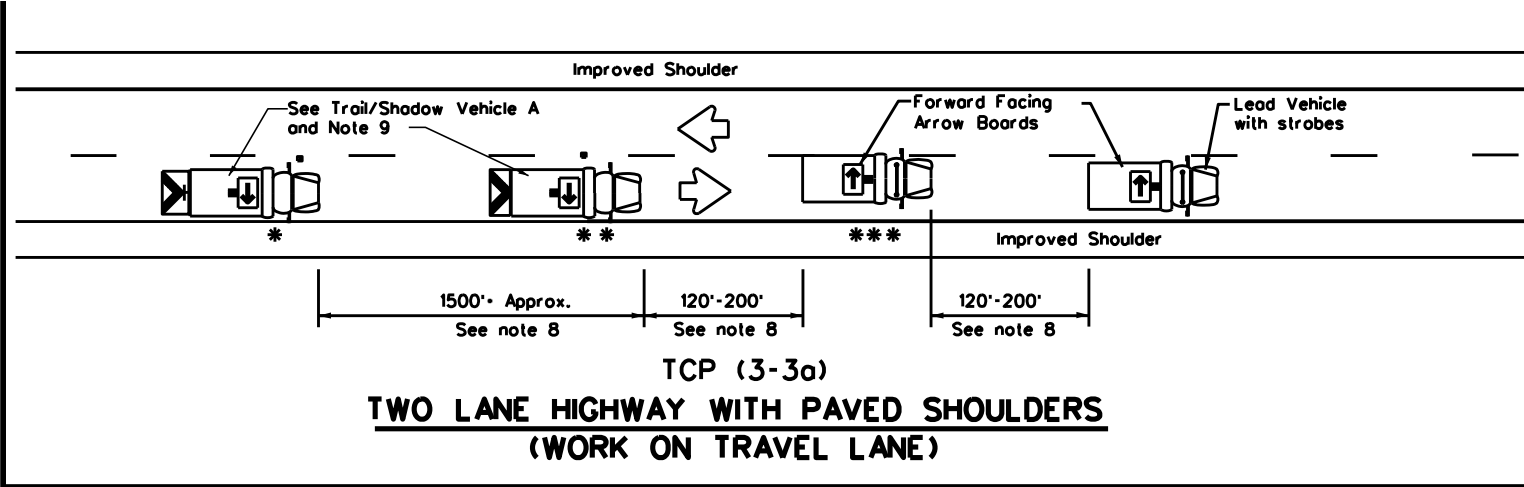 Improved Shoulder
See Trail/Shadow Vehicle A
and Note 9
Forward Facing
Arrow Boards
Lead Vehicle
with strobes
*
* *
***
Improved Shoulder
1500'+ Approx.
See note 8
120'-200'
See note 8
120'-200'
See note 8
TCP (3-3a)
TWO LANE HIGHWAY WITH PAVED SHOULDERS
(WORK ON TRAVEL LANE)